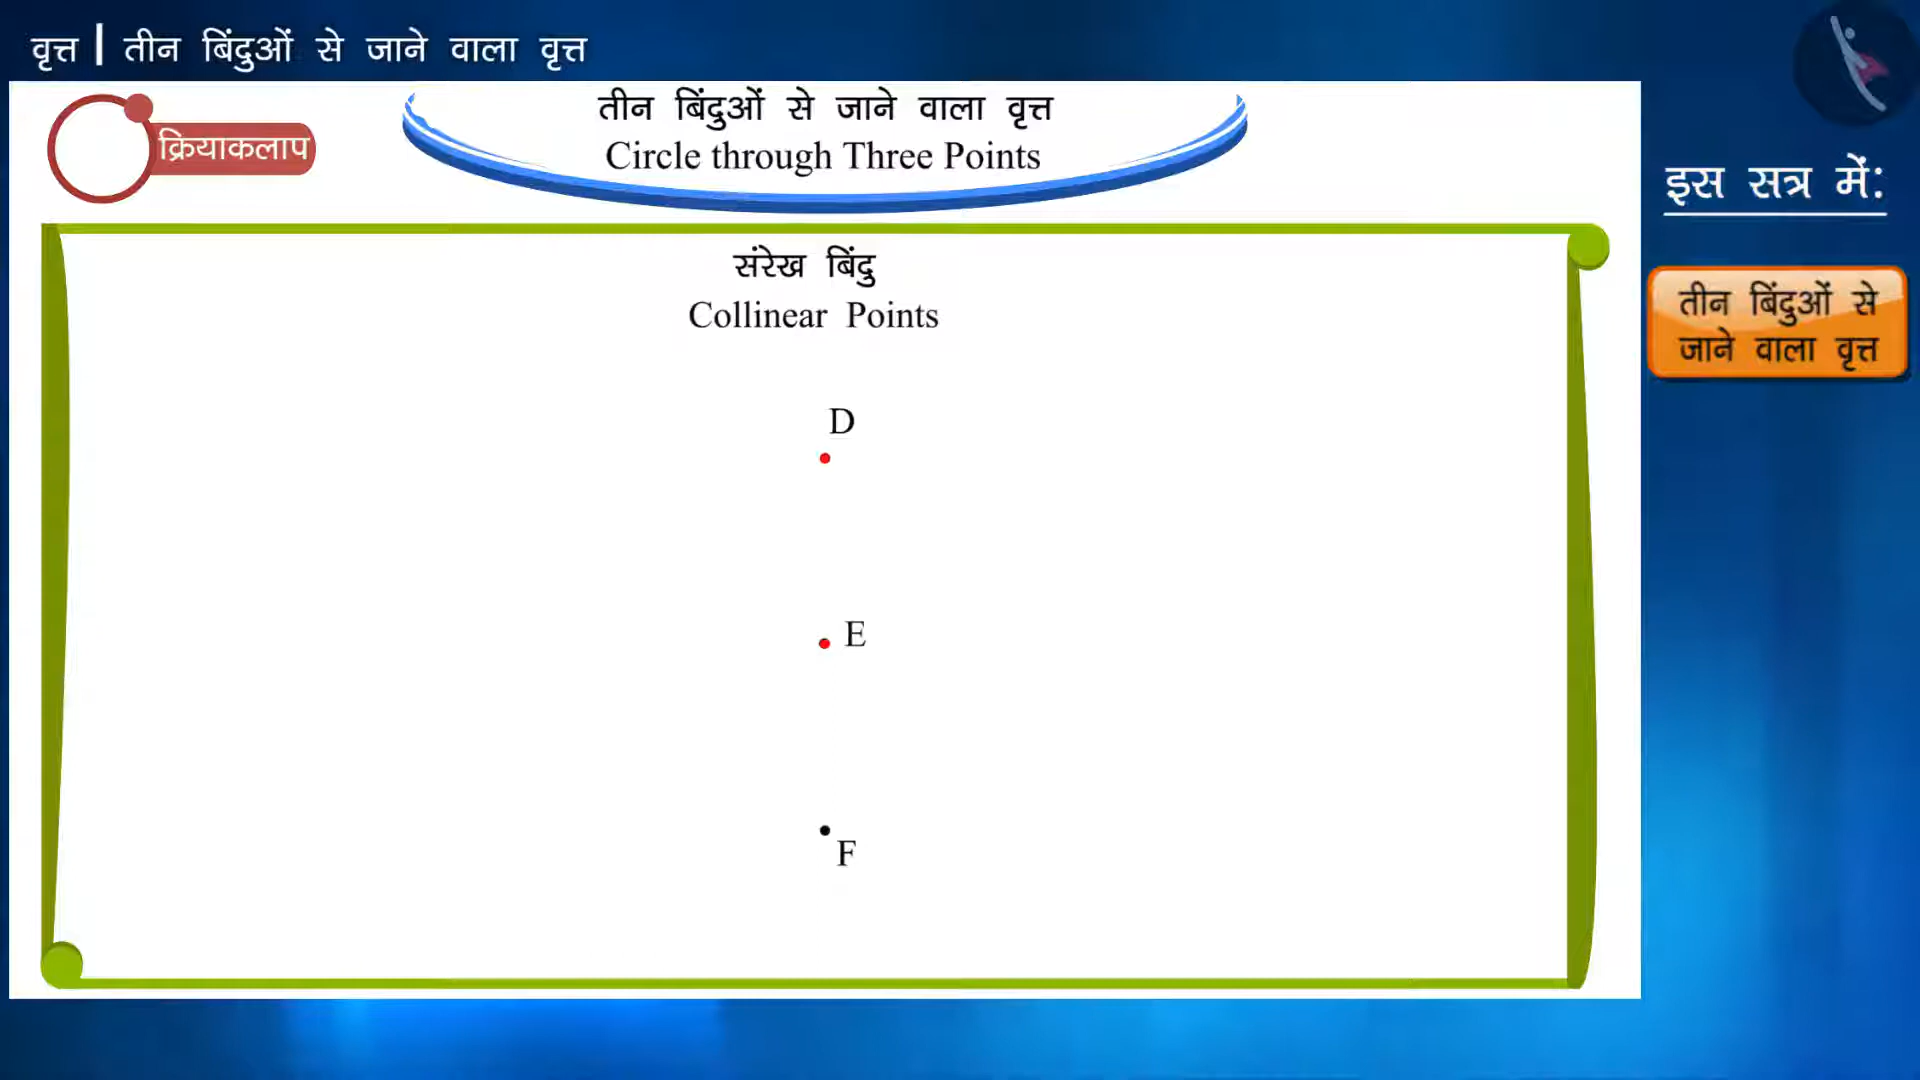 वृत्त | तीन बिंदुओं से जाने वाला वृत्त
क्रियाकलाप
तीन बिंदुओं से जाने वाला वृत्त
Circle through Three Points
इस सत्र में:
तीन बिंदुओं से
जाने वाला वृत्त
संरेख बिंदु
Collinear Points
D
E
F